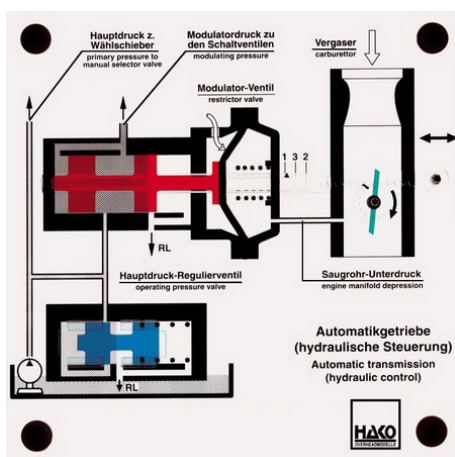 Hauptdruck z.
Wählschieber
primary pressure to
manual selector valve
Modulatordruck zu
den Schaltventilen
modulating pressure
Vergaser
carburettor
Modulator-Ventil
restrictor valve
1 3 2
RL
Hauptdruck-Regulierventil
operating pressure valve
Saugrohr-Unterdruck
engine manifold depression
RL
Automatikgetriebe
(hydraulische Steuerung)
Automatic transmission
(hydraulic control)
HAKO
OVERHEADMODELLE